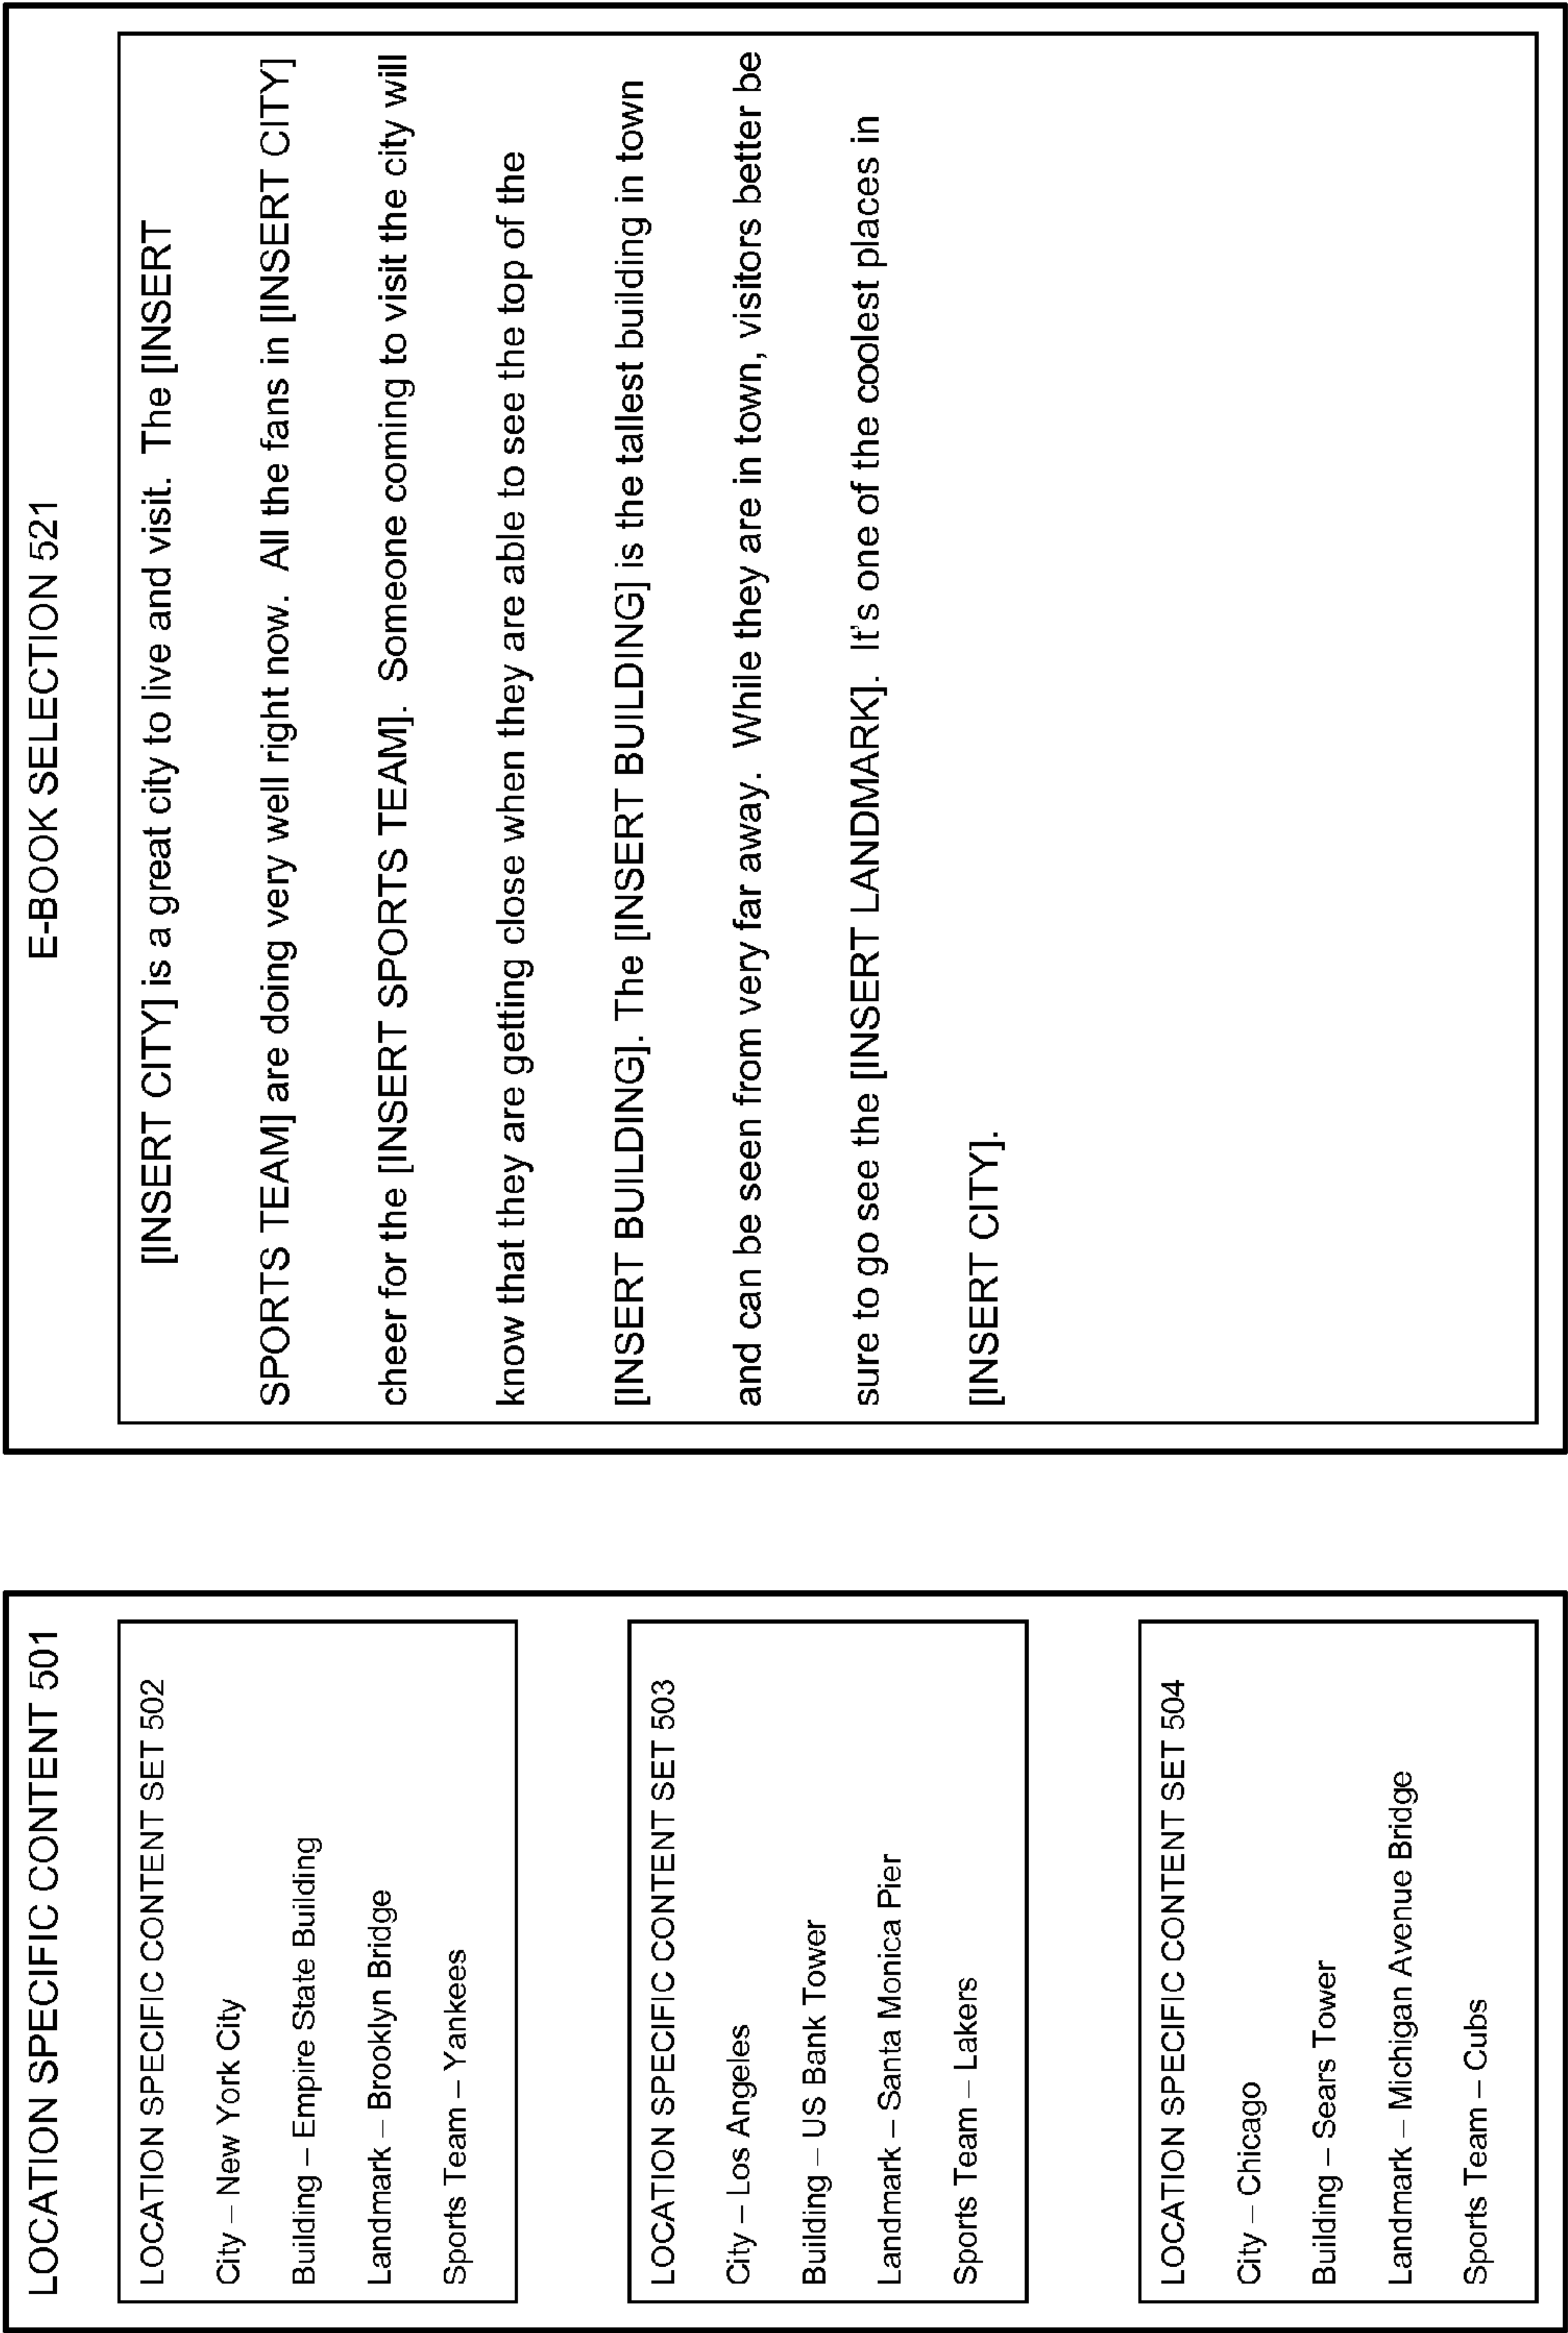 LOCATION SPECIFIC CONTENT 501
LOCATION SPECIFIC CONTENT SET 502
City – New York City
Building – Empire State Building
Landmark – Brooklyn Bridge
Sports Team – Yankees
LOCATION SPECIFIC CONTENT SET 503
City – Los Angeles
Building – US Bank Tower
Landmark – Santa Monica Pier
Sports Team – Lakers
LOCATION SPECIFIC CONTENT SET 504
City – Chicago
Building – Sears Tower
Landmark – Michigan Avenue Bridge
Sports Team – Cubs
E-BOOK SELECTION 521
[INSERT CITY] is a great city to live and visit. The [INSERT
SPORTS TEAM] are doing very well right now. All the fans in [INSERT CITY]
cheer for the [INSERT SPORTS TEAM]. Someone coming to visit the city will
know that they are getting close when they are able to see the top of the
[INSERT BUILDING]. The [INSERT BUILDING] is the tallest building in town
and can be seen from very far away. While they are in town, visitors better be
sure to go see the [INSERT LANDMARK]. It's one of the coolest places in
[INSERT CITY].